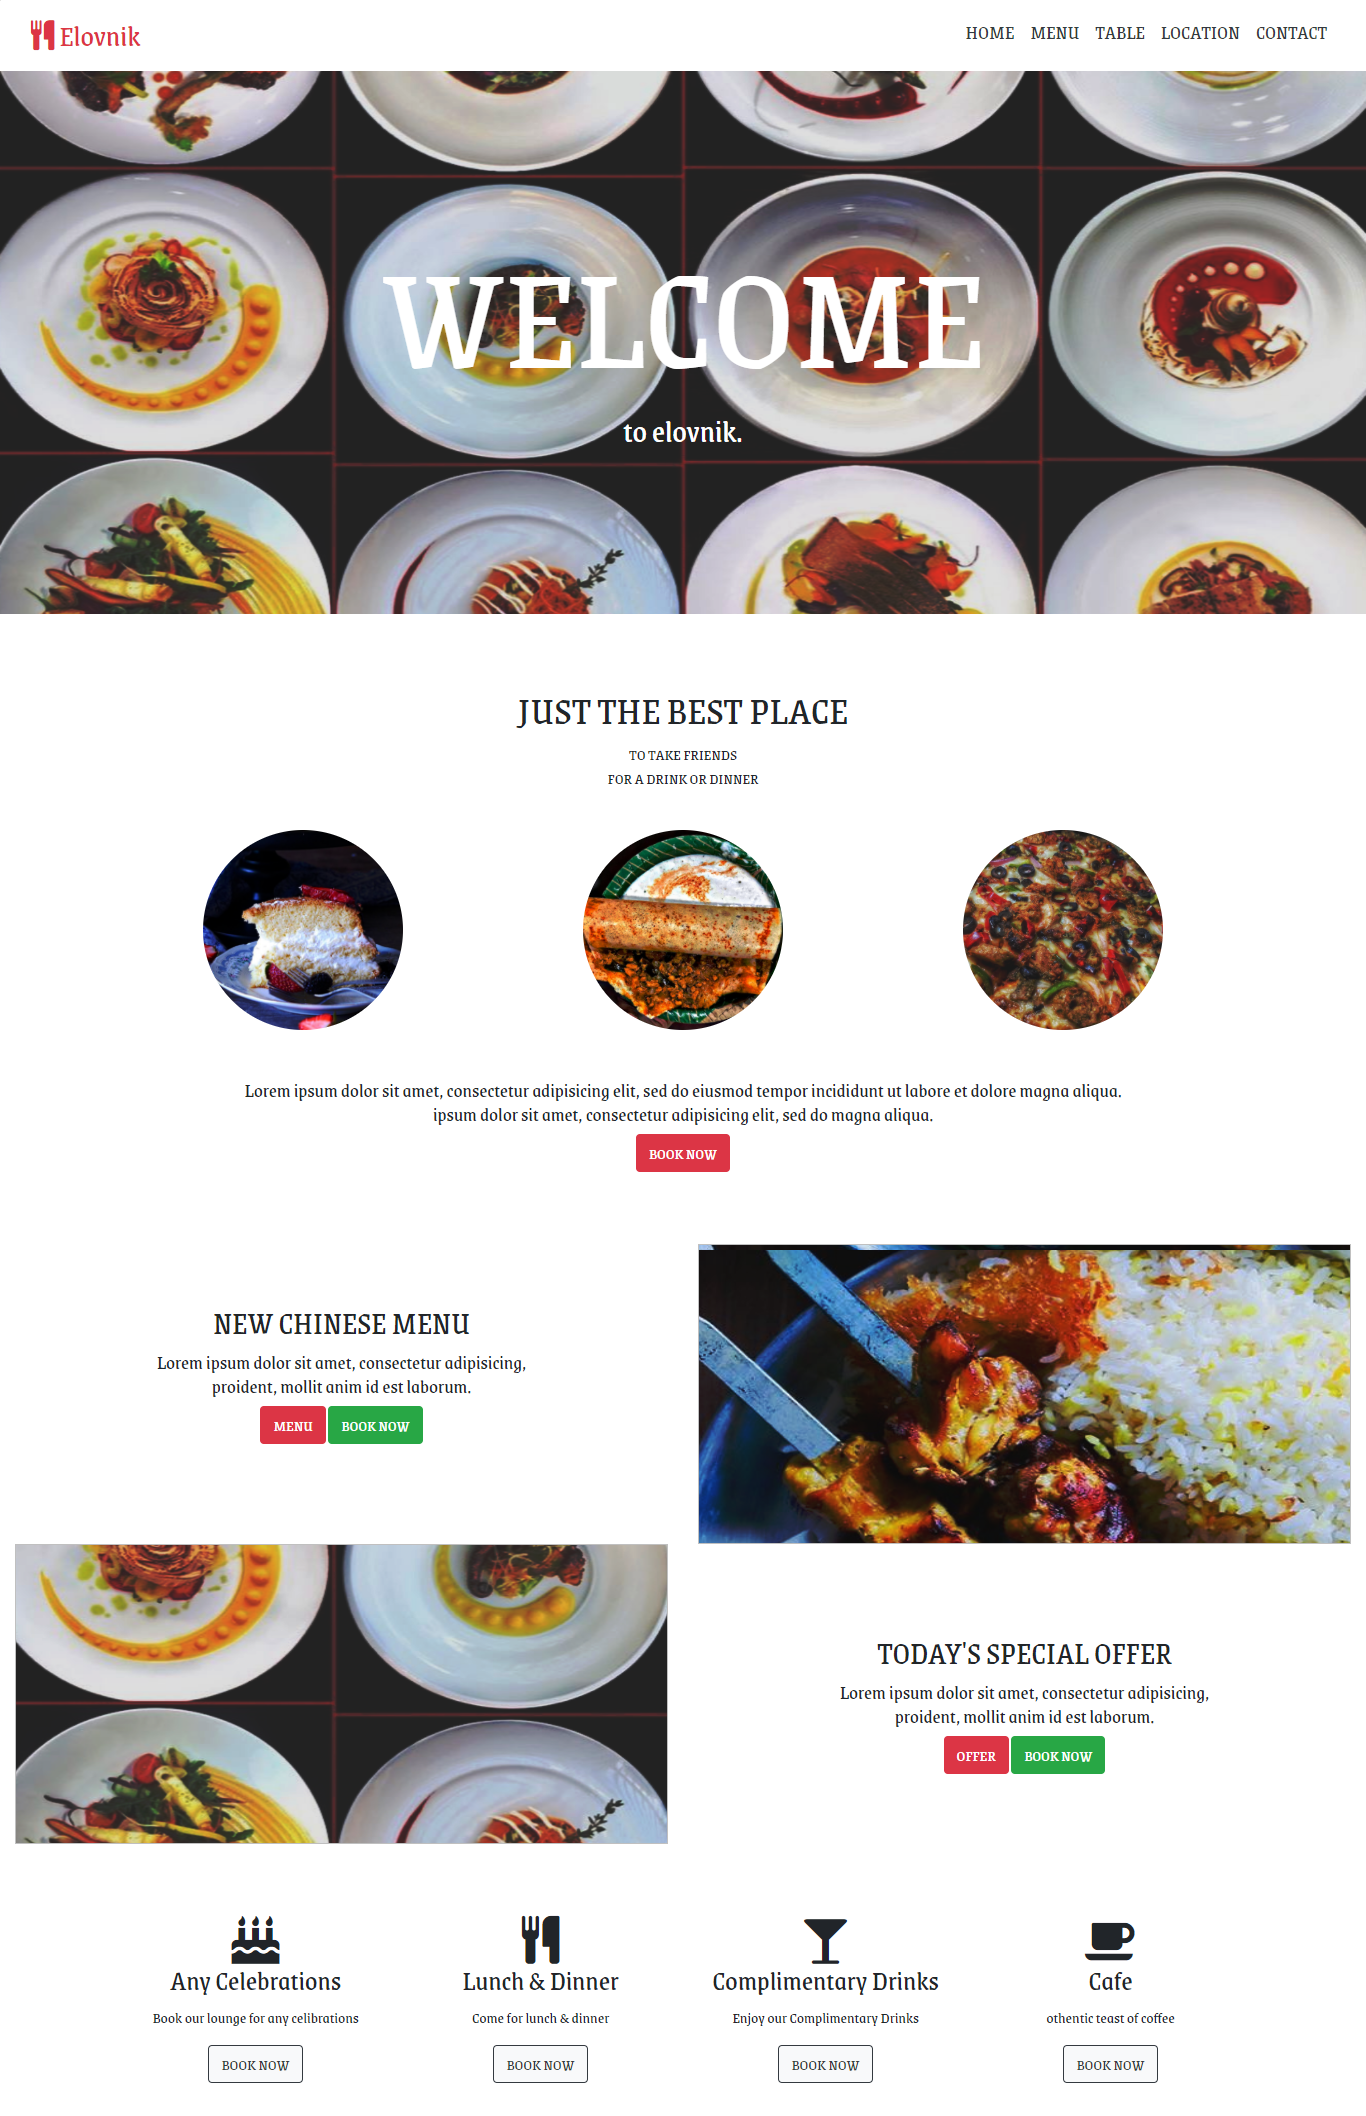 Elovnik
HOME MENU TABLE LOCATION CONTACT
WELCOME
to elovnik.
JUST THE BEST PLACE
TO TAKE FRIENDS
FOR A DRINK OR DINNER
Lorem ipsum dolor sit amet, consectetur adipisicing elit, sed do eiusmod tempor incididunt ut labore et dolore magna aliqua.
ipsum dolor sit amet, consectetur adipisicing elit, sed do magna aliqua.
BOOK NOW
NEW CHINESE MENU
Lorem ipsum dolor sit amet, consectetur adipisicing,
proident, mollit anim id est laborum.
MENU BOOK NOW
TODAY'S SPECIAL OFFER
Lorem ipsum dolor sit amet, consectetur adipisicing,
proident, mollit anim id est laborum.
OFFER BOOK NOW
Any Celebrations
Book our lounge for any celibrations
BOOK NOW
Lunch & Dinner
Come for lunch & dinner
BOOK NOW
Complimentary Drinks
Enjoy our Complimentary Drinks
BOOK NOW
Cafe
othentic teast of coffee
BOOK NOW